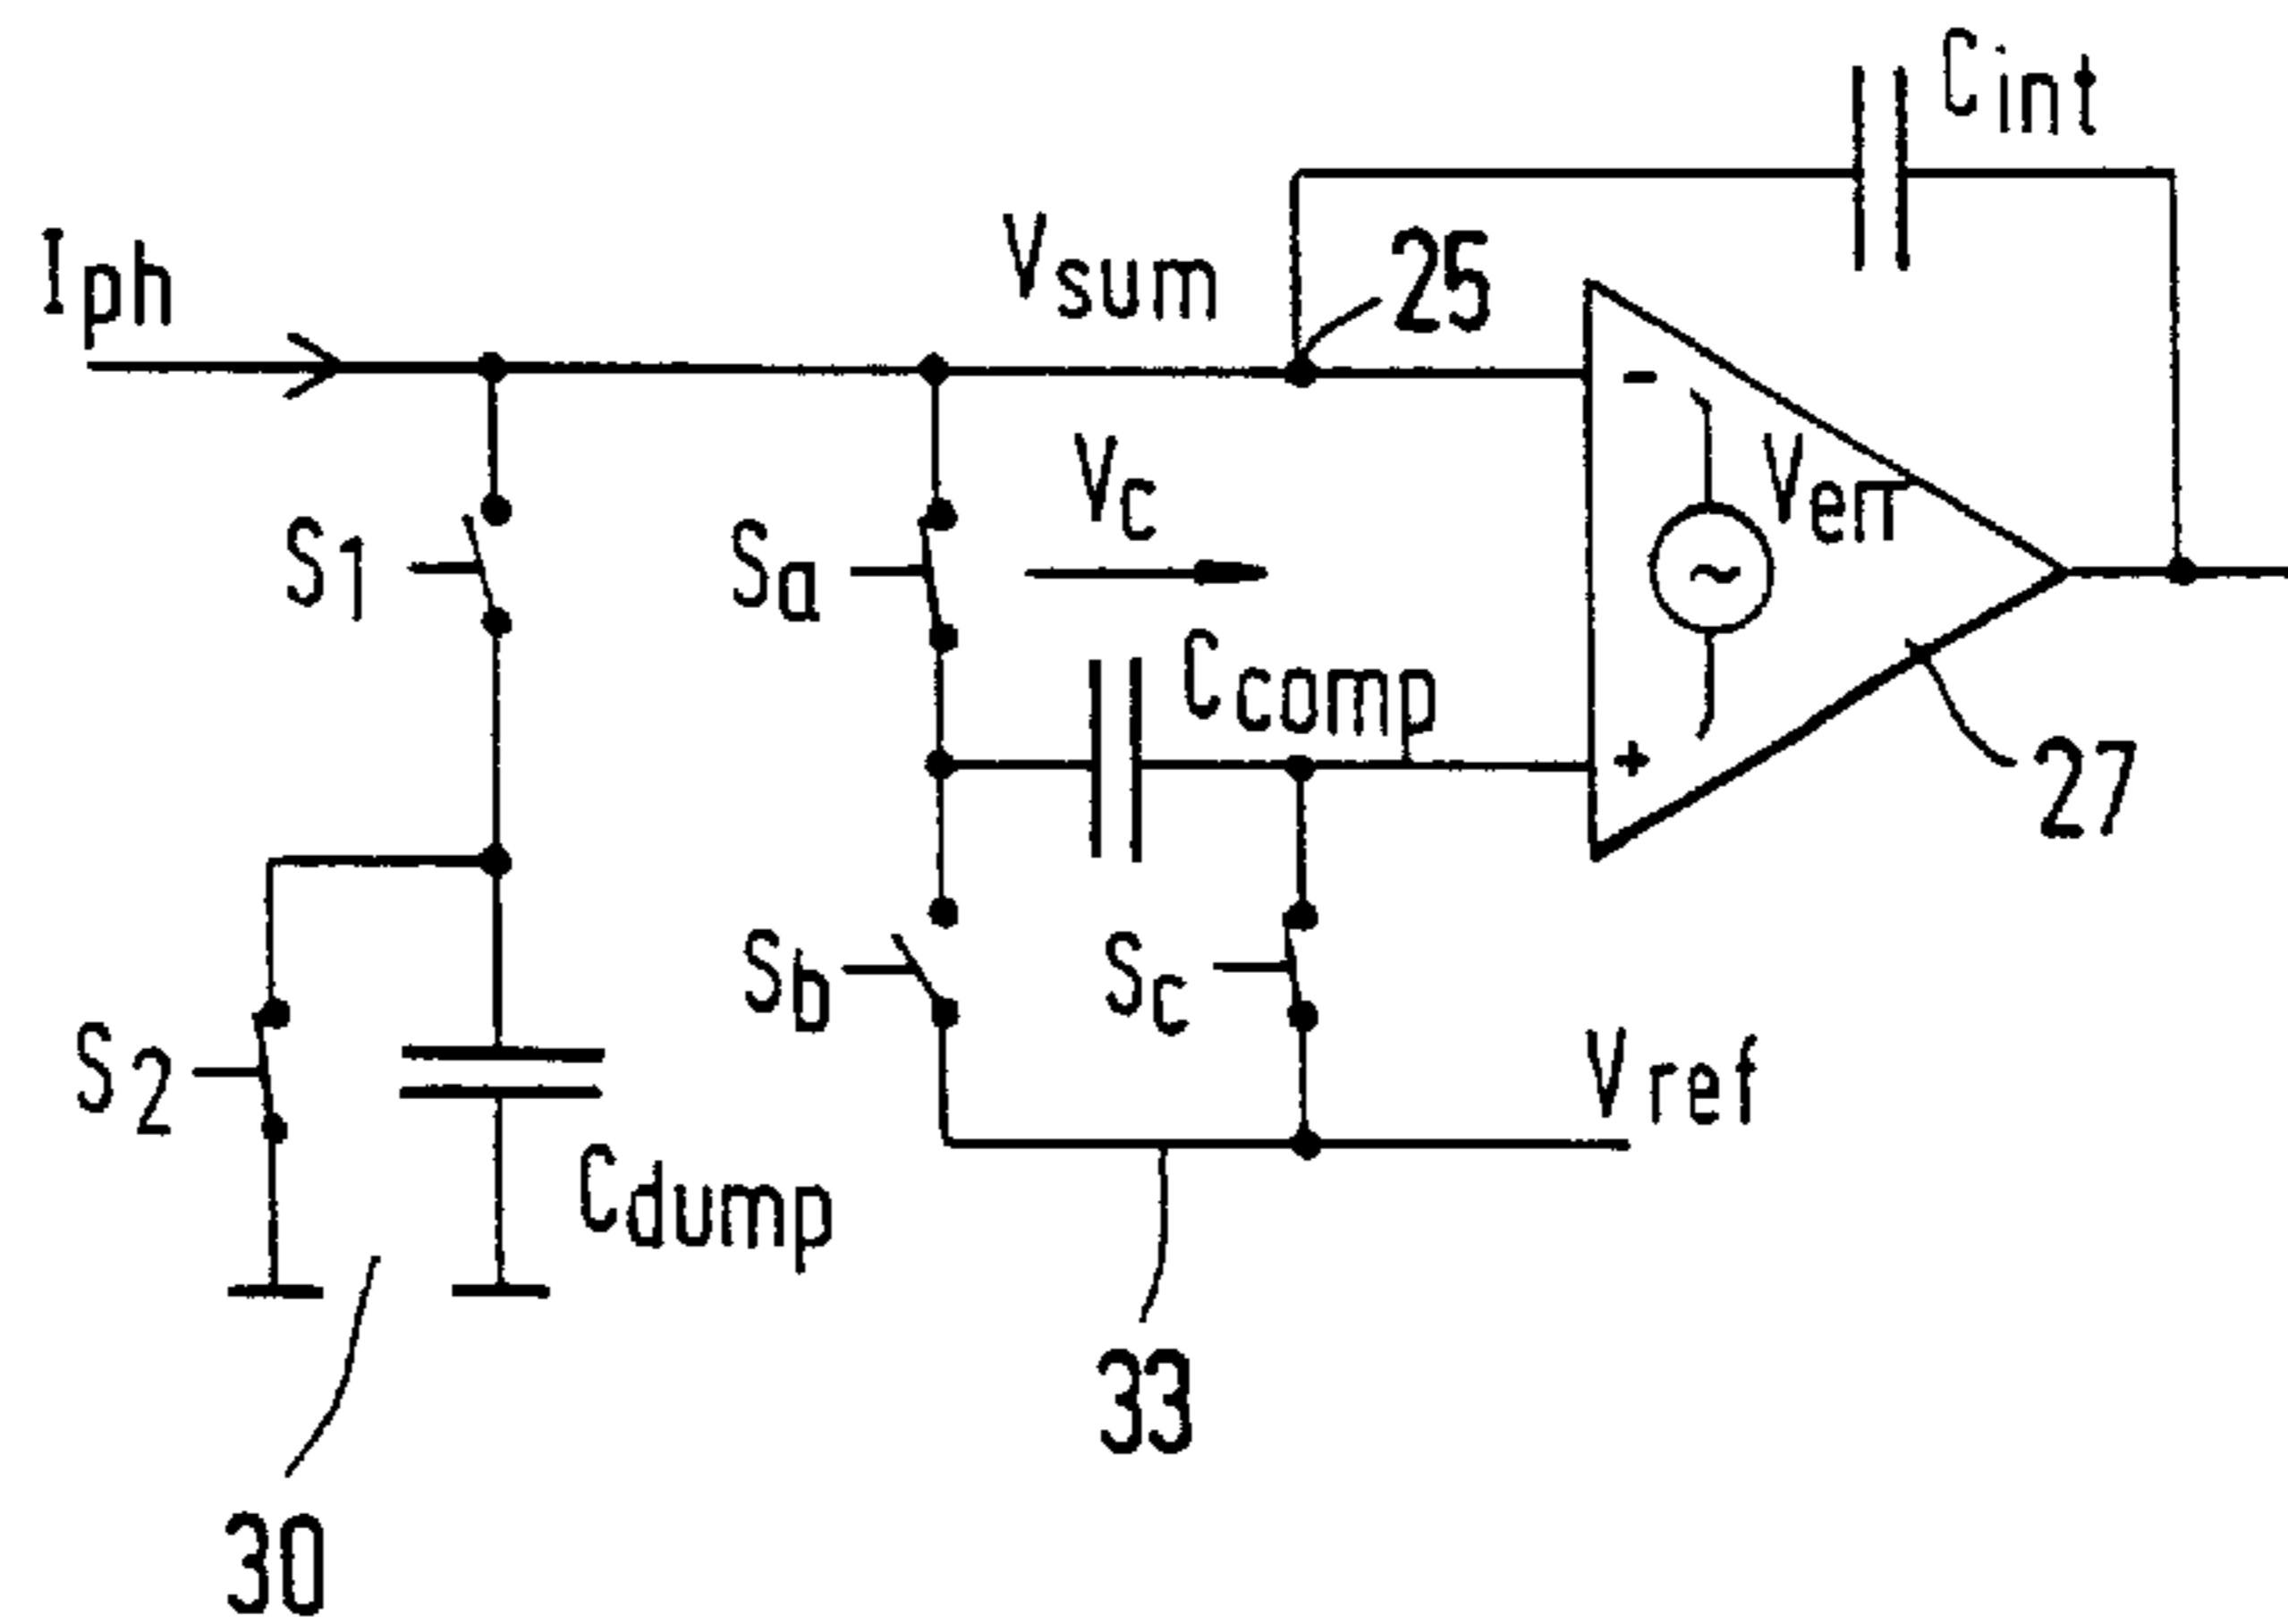 Cint
Iph
Vsum
25
-
Vc
Verr
S1
Sa
~
Ccomp
+
27
Sb
Sc
S2
Vref
Cdump
33
30